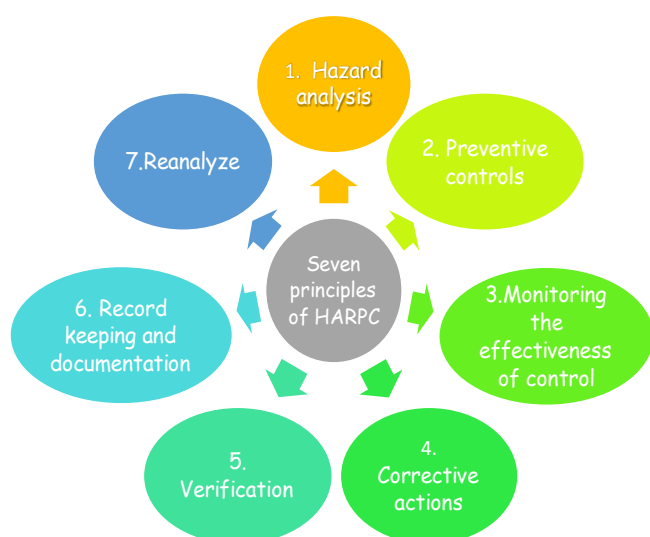 1. Hazard
analysis
2. Preventive
controls
3.Monitoring
the
effectiveness
of control
4.
Corrective
actions
5.
Verification
6. Record
keeping and
documentation
7.Reanalyze
Seven
principles
of HARPC